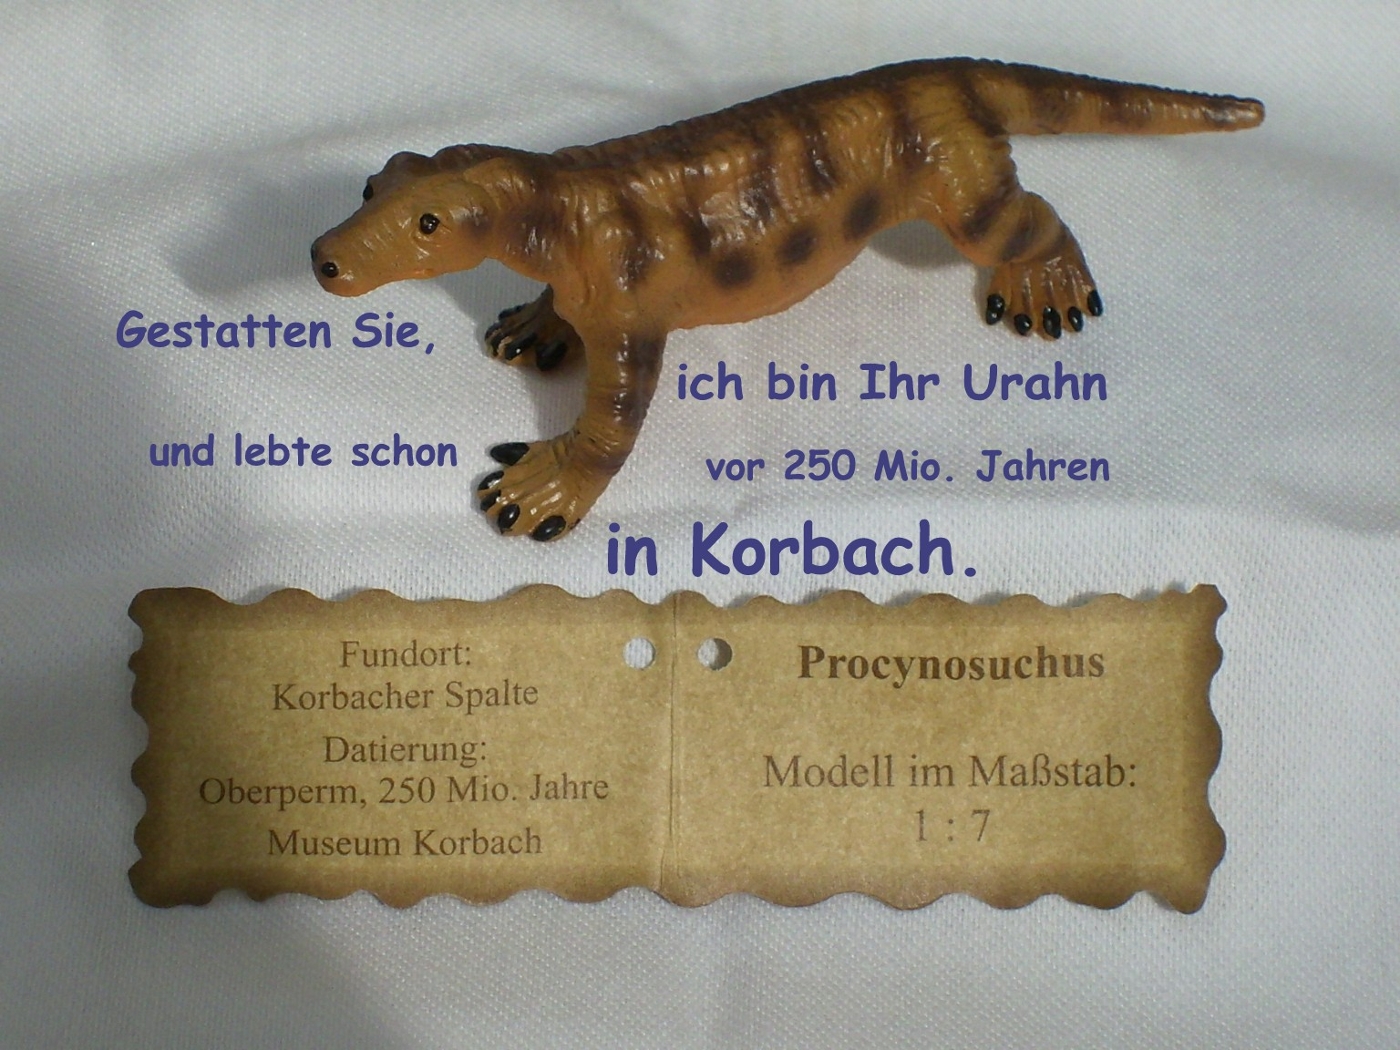 Gestatten Sie,
ich bin Ihr Urahn
und lebte schon
vor 250 Mio. Jahren
in Korbach.
Fundort:
Korbacher Spalte
Datierung:
Oberperm, 250 Mio. Jahre
Museum Korbach
Procynosuchus
Modell im Maßstab:
1 : 7